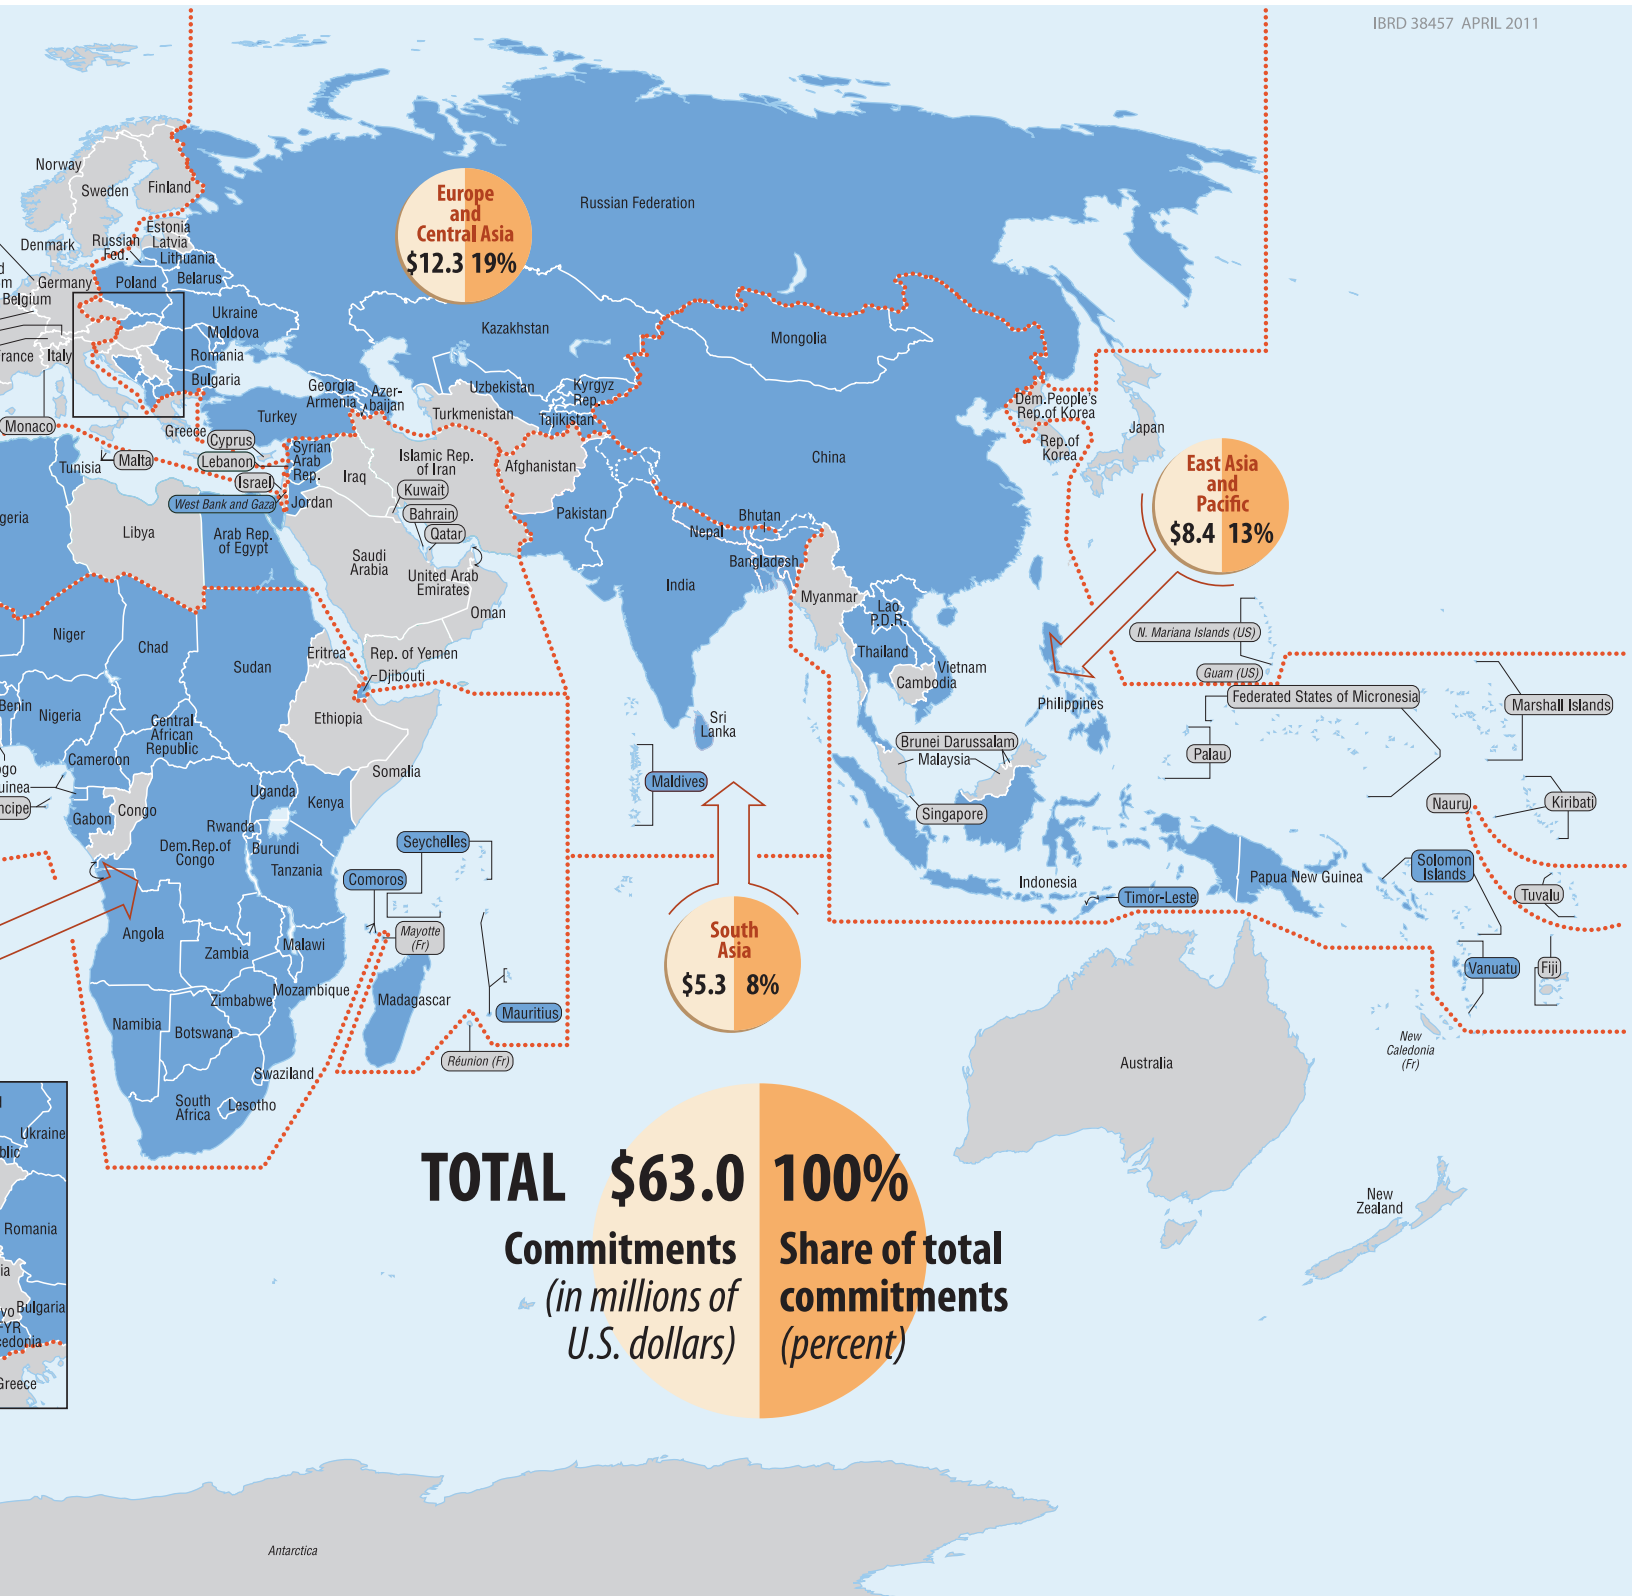 IBRD 38457 APRIL 2011
Norway
Sweden
Finland
Estonia
Denmark
Russian
Fed.
Latvia
Lithuania
Germany
Poland
Belarus
Belgium
Ukraine
Moldova
Italy
Romania
Bulgaria
Monaco
Greece
Europe
and
Central Asia
$12.3 19%
Russian Federation
Kazakhstan
Mongolia
Georgia
Armenia
Azer-
baijan
Uzbekistan
Kyrgyz
Rep.
Turkey
Turkmenistan
Tajikistan
Dem.People's
Rep.of Korea
Rep.of
Korea
Japan
China
Cyprus
Lebanon
Syrian
Arab
Rep.
Iraq
Islamic Rep.
of Iran
Afghanistan
Tunisia
Malta
Israel
West Bank and Gaza
Jordan
Kuwait
Bahrain
Qatar
Pakistan
Bhutan
Nepal
Bangladesh
India
Myanmar
East Asia
and
Pacific
$8.4 13%
Libya
Arab Rep.
of Egypt
Saudi
Arabia
United Arab
Emirates
Oman
Lao
P.D.R.
Thailand
Vietnam
Cambodia
Philippines
N. Mariana Islands (US)
Guam (US)
Federated States of Micronesia
Marshall Islands
Palau
Niger
Chad
Sudan
Eritrea
Rep. of Yemen
Djibouti
Benin
Nigeria
Central
African
Republic
Ethiopia
Cameroon
Somalia
Sri
Lanka
Maldives
Brunei Darussalam
Malaysia
Singapore
Nauru
Kiribati
Gabon
Congo
Uganda
Kenya
Rwanda
Dem.Rep.of
Congo
Burundi
Tanzania
Seychelles
Comoros
Mayotte
(Fr)
Indonesia
Timor-Leste
Papua New Guinea
Solomon
Islands
Tuvalu
Vanuatu
Fiji
South
Asia
$5.3 8%
Angola
Zambia
Malawi
Zimbabwe
Mozambique
Madagascar
Mauritius
Namibia
Botswana
Réunion (Fr)
Swaziland
South
Africa
Lesotho
Australia
New
Caledonia
(Fr)
New
Zealand
TOTAL $63.0 100%
Commitments
(in millions of
U.S. dollars)
Share of total
commitments
(percent)
Ukraine
Romania
Bulgaria
Greece
Antarctica